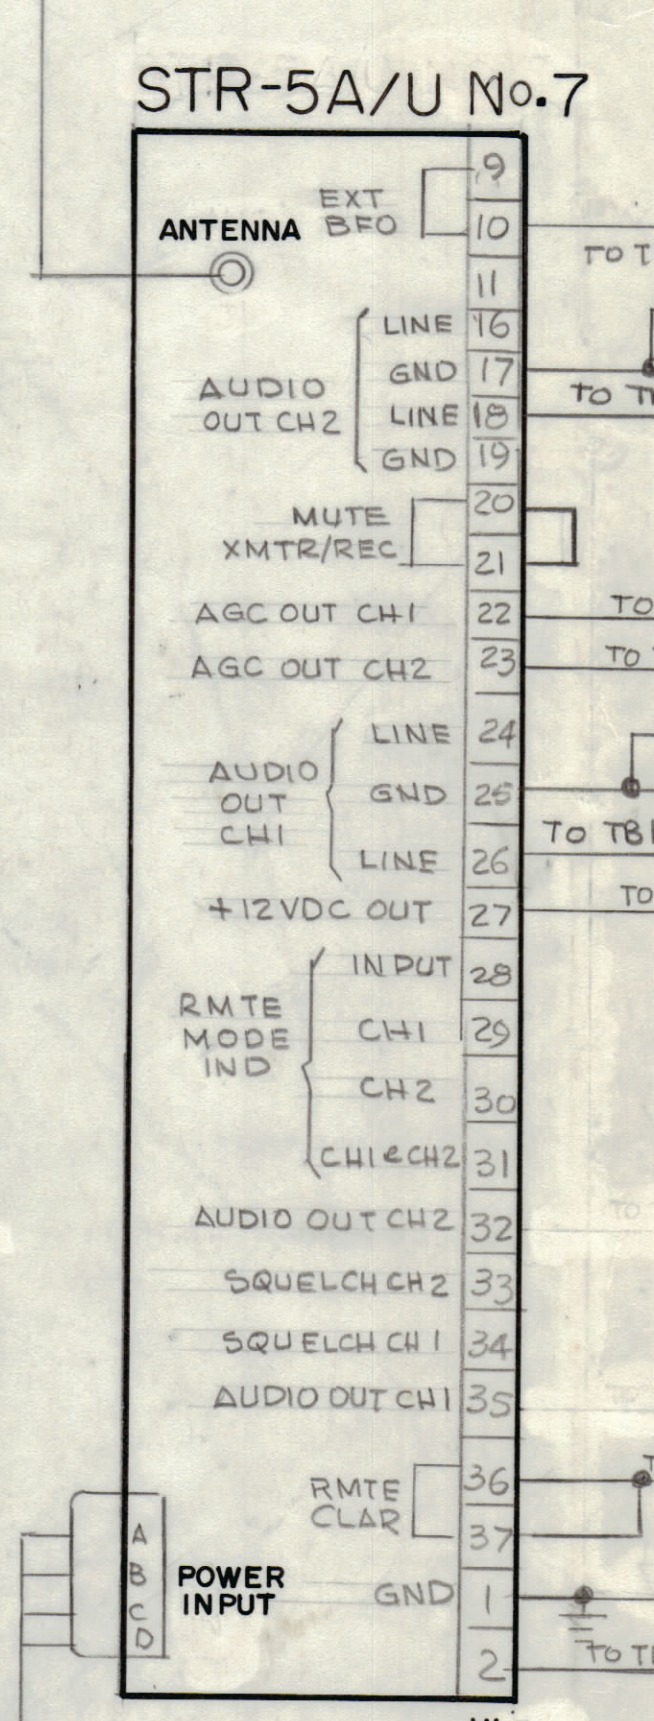 STR-5A/U No.7
9
EXT
BFO
ANTENNA
10
TO T
11
LINE 16
GND 17
AUDIO
OUT CH2
TO T
LINE 18
GND 19
20
MUTE
XMTR/REC
21
AGC OUT CH1 22
TO
AGC OUT CH2 23
TO
LINE 24
AUDIO
OUT
CH1
GND 25
TO TB1
LINE 26
+12VDC OUT 27
TO
INPUT 28
RMTE
MODE
IND
CH1 29
CH2 30
CH1 & CH2 31
AUDIO OUT CH2 32
TO
SQUELCH CH2 33
SQUELCH CH1 34
AUDIO OUT CH1 35
36
RMTE
CLAR
37
A
B
C
D
POWER
INPUT
GND 1
2
TO T